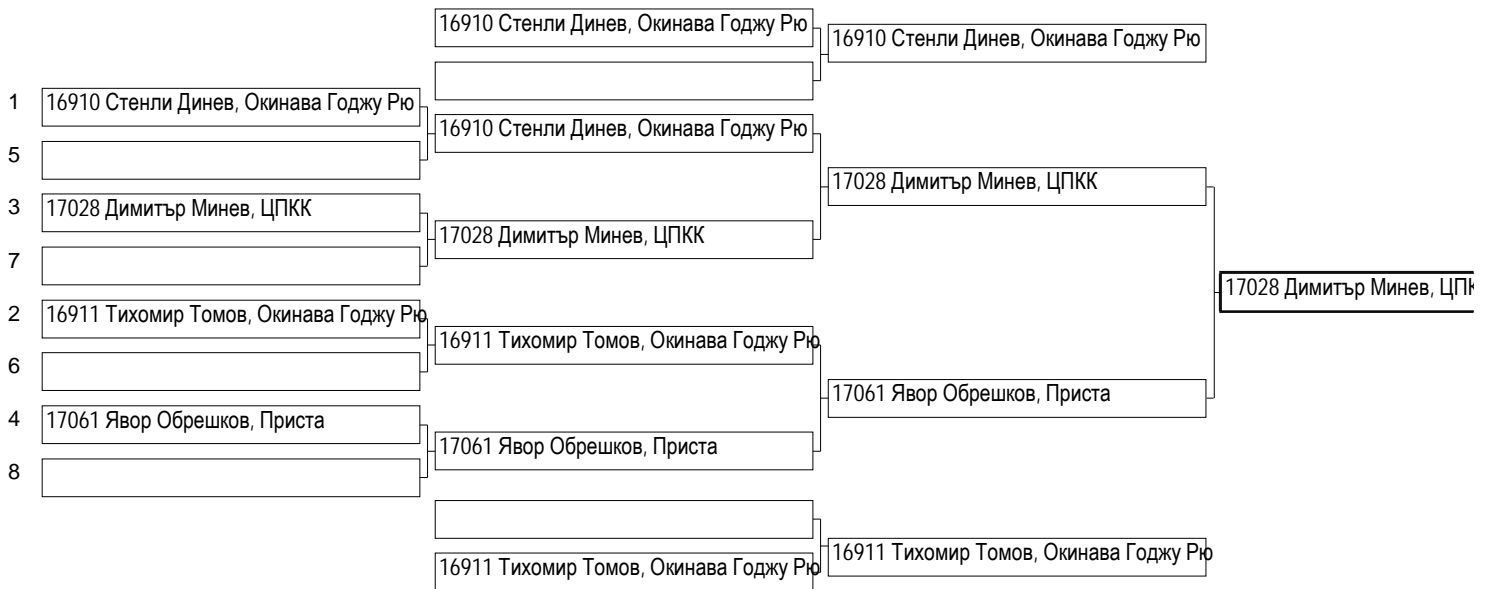 16910 Стенли Динев, Окинава Годжу Рю
16910 Стенли Динев, Окинава Годжу Рю
1 16910 Стенли Динев, Окинава Годжу Рю
16910 Стенли Динев, Окинава Годжу Рю
5
17028 Димитър Минев, ЦПКК
3 17028 Димитър Минев, ЦПКК
17028 Димитър Минев, ЦПКК
7
17028 Димитър Минев, ЦПК
2 16911 Тихомир Томов, Окинава Годжу Рю
16911 Тихомир Томов, Окинава Годжу Рю
6
17061 Явор Обрешков, Приста
4 17061 Явор Обрешков, Приста
17061 Явор Обрешков, Приста
8
16911 Тихомир Томов, Окинава Годжу Рю
16911 Тихомир Томов, Окинава Годжу Рю